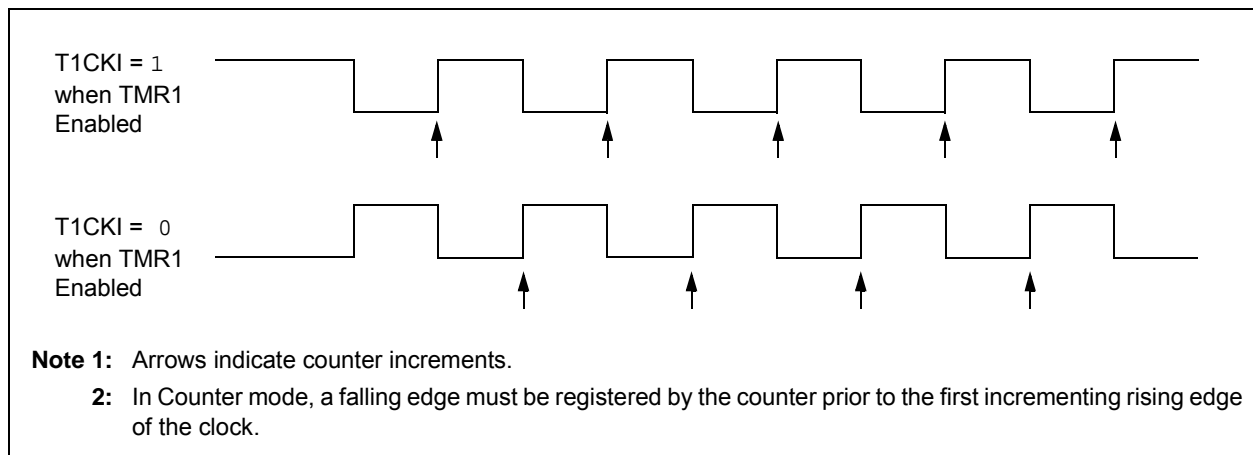 T1CKI = 1
when TMR1
Enabled
T1CKI = 0
when TMR1
Enabled
Note 1: Arrows indicate counter increments.
2: In Counter mode, a falling edge must be registered by the counter prior to the first incrementing rising edge
of the clock.